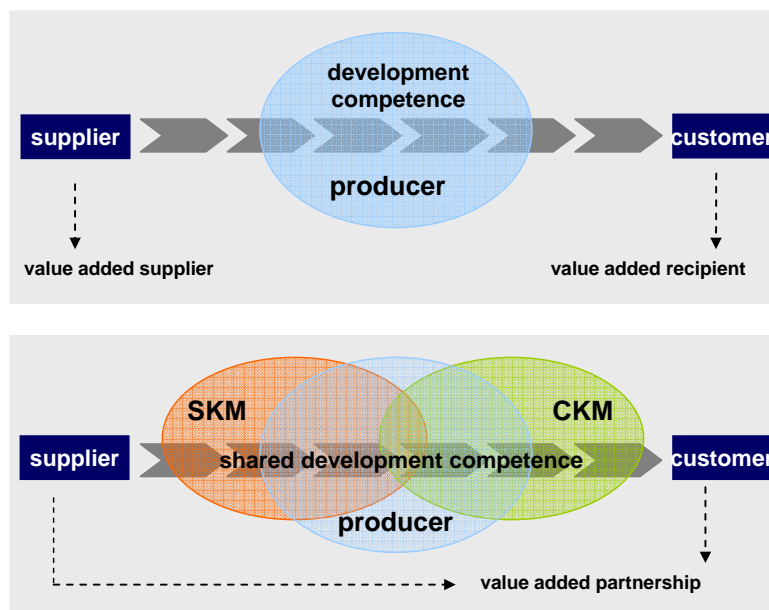 development
competence
supplier
customer
producer
value added supplier
value added recipient
SKM
CKM
supplier
shared development competence
customer
producer
value added partnership